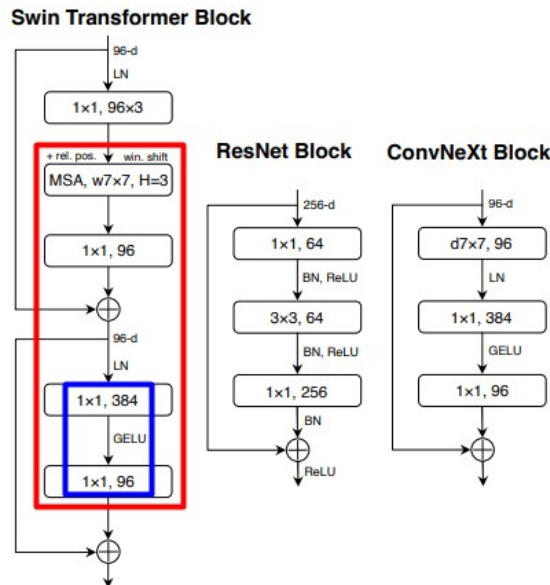 Swin Transformer Block
96-d
LN
1×1, 96×3
+ rel. pos. win. shift
MSA, w7×7, H=3
1×1, 96
96-d
LN
1×1, 384
GELU
1×1, 96
ResNet Block
256-d
1×1, 64
BN, ReLU
3×3, 64
BN, ReLU
1×1, 256
BN
ReLU
ConvNeXt Block
96-d
d7×7, 96
LN
1×1, 384
GELU
1×1, 96